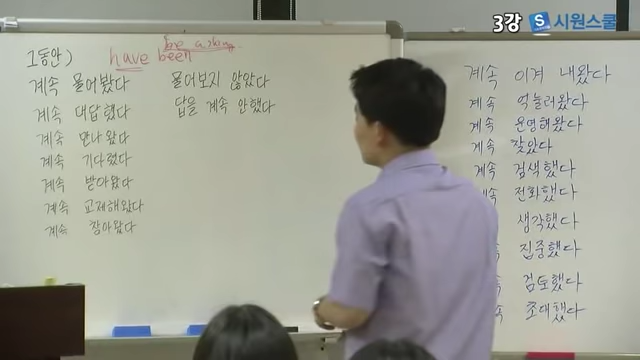 3강 S 시원스쿨
그동안) have been
계속 물어봤다 물어보지 않았다
계속 대답했다 답을 계속 안했다
계속 만나왔다
계속 기다렸다
계속 받아왔다
계속 교제해왔다
계속 참아왔다
계속 이겨 내왔다
계속 억눌러왔다
계속 운영해왔다
계속 찾았다
계속 검색했다
계속 전화했다
생각했다
집중했다
검토했다
초대했다